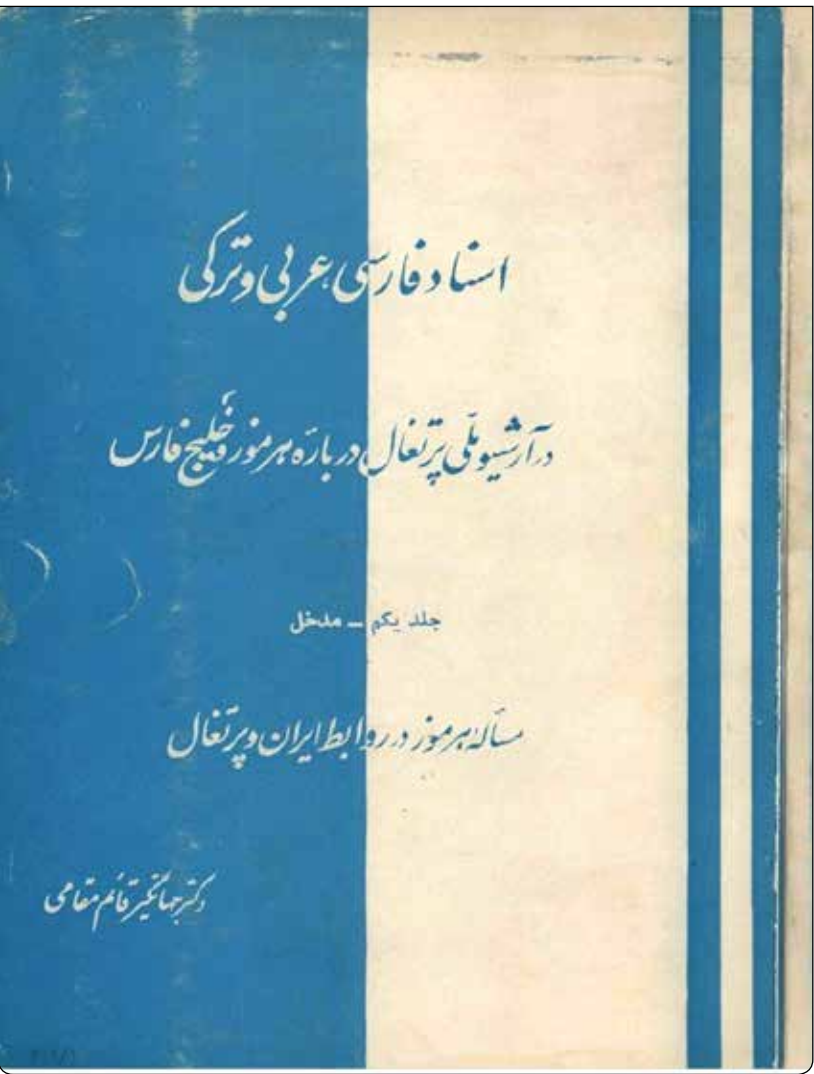 اسناد فارسی، عربی و ترکی
در آرشیو ملّی پرتغال دربارهٔ هرموز و خلیج فارس
جلد یکم – مدخل
مسألهٔ هرموز در روابط ایران و پرتغال
دکتر جهانگیر قائم مقامی